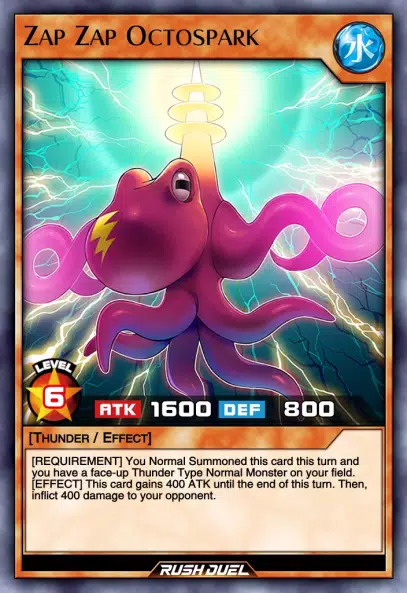 Zap Zap Octospark
水
LEVEL
6
ATK 1600 DEF 800
[Thunder / Effect]
[REQUIREMENT] You Normal Summoned this card this turn and
you have a face-up Thunder Type Normal Monster on your field.
[EFFECT] This card gains 400 ATK until the end of this turn. Then,
inflict 400 damage to your opponent.
RUSH DUEL